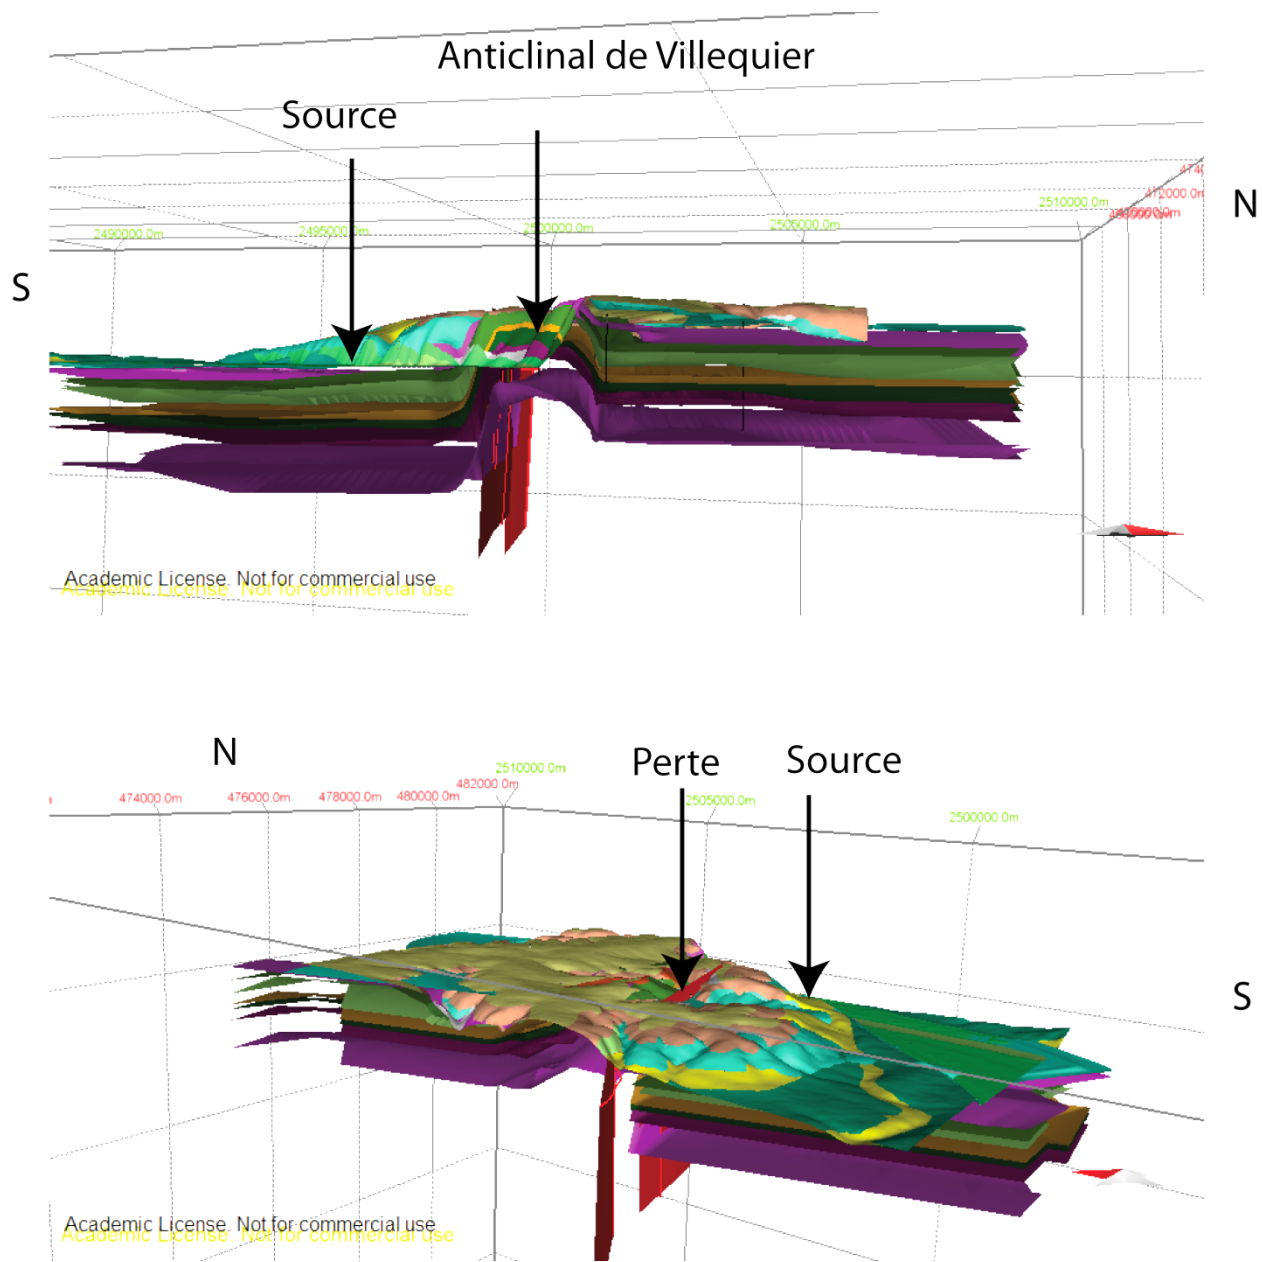 Anticlinal de Villequier
Source
N
S
2490000.0m
2495000.0m
2500000.0m
2505000.0m
2510000.0m
472000.0m
Academic License. Not for commercial use
Academic License. Not for commercial use
N
Perte
Source
S
474000.0m
476000.0m
478000.0m
480000.0m
482000.0m
2510000.0m
2505000.0m
2500000.0m
Academic License. Not for commercial use
Academic License. Not for commercial use